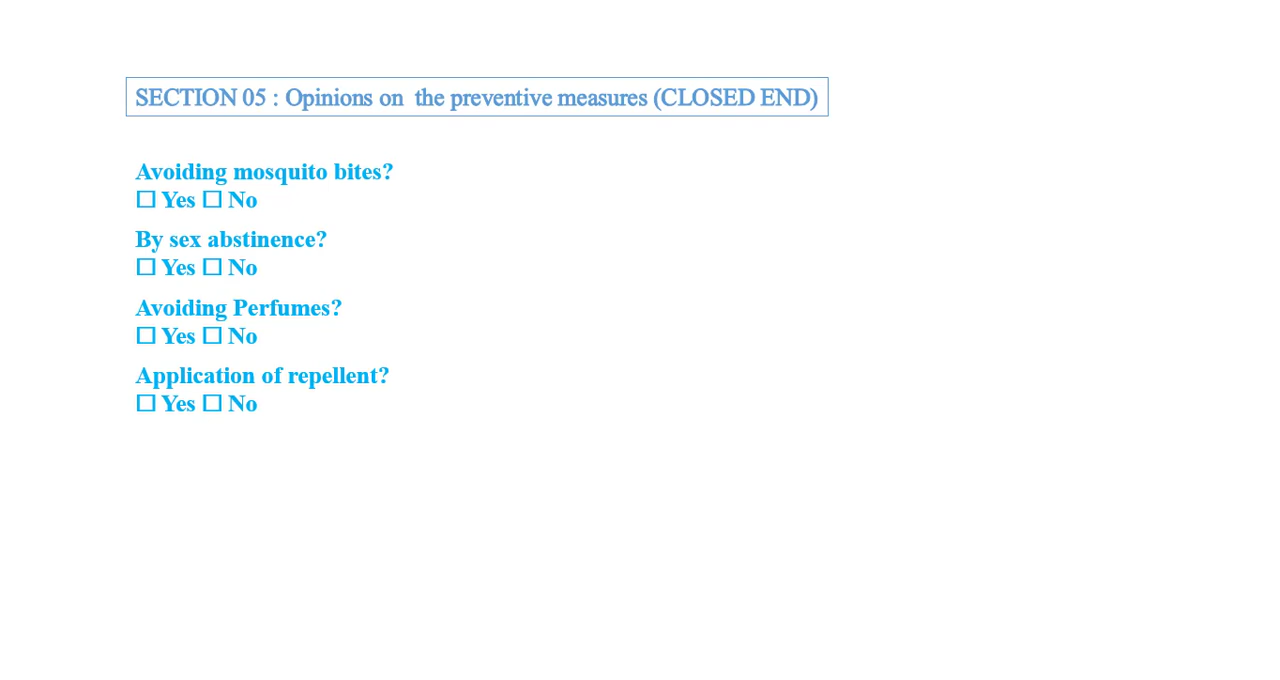 SECTION 05 : Opinions on  the preventive measures (CLOSED END)
Avoiding mosquito bites?
☐ Yes ☐ No
By sex abstinence?
☐ Yes ☐ No
Avoiding Perfumes?
☐ Yes ☐ No
Application of repellent?
☐ Yes ☐ No